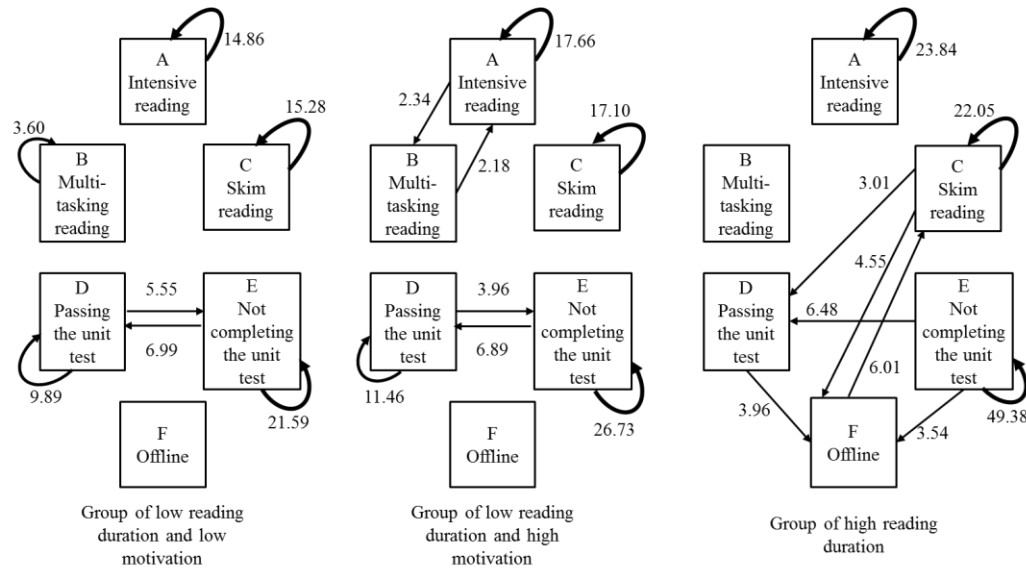 14.86
A
Intensive
reading
15.28
3.60
B
Multi-
tasking
reading
C
Skim
reading
D
Passing
the unit
test
5.55
6.99
E
Not
completing
the unit
test
9.89
21.59
F
Offline
Group of low reading
duration and low
motivation
17.66
A
Intensive
reading
2.34
17.10
2.18
B
Multi-
tasking
reading
C
Skim
reading
D
Passing
the unit
test
3.96
6.89
E
Not
completing
the unit
test
11.46
26.73
F
Offline
Group of low reading
duration and high
motivation
23.84
A
Intensive
reading
22.05
B
Multi-
tasking
reading
3.01
C
Skim
reading
4.55
D
Passing
the unit
test
6.48
6.01
E
Not
completing
the unit
test
3.96
3.54
49.38
F
Offline
Group of high reading
duration